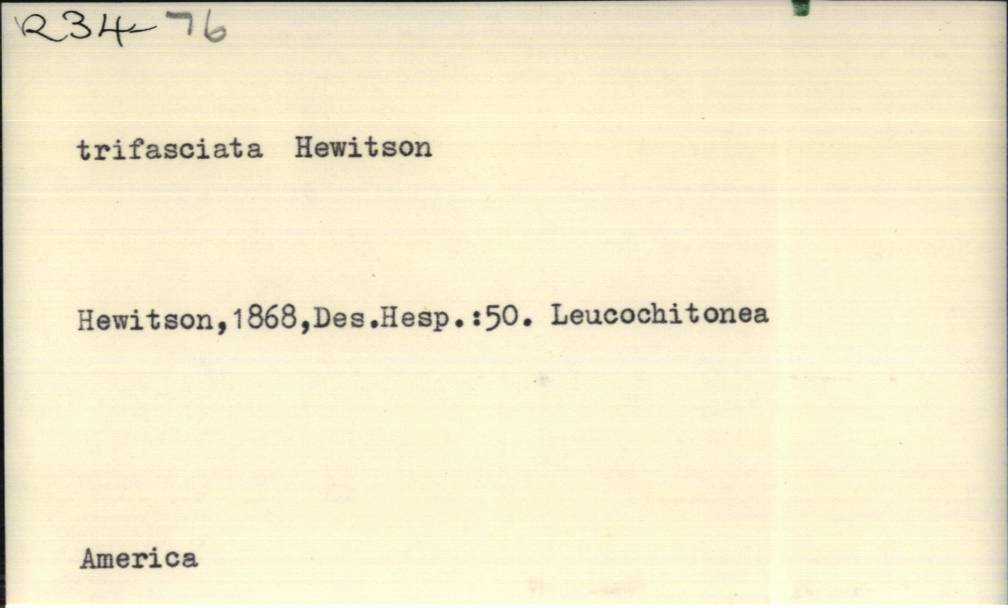 R34-76
trifasciata Hewitson
Hewitson,1868,Des.Hesp.:50. Leucochitonea
America